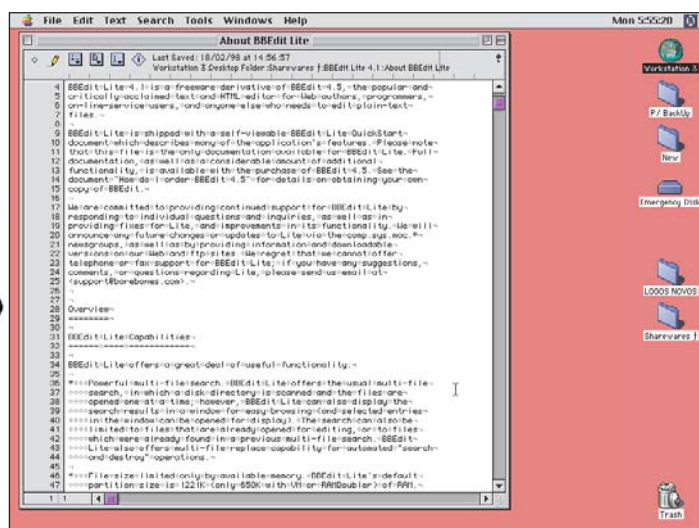 File Edit Text Search Tools Windows Help
Mon 5:55:20
About BBEdit Lite
Last Saved: 18/02/98 at 14:56:57
Workstation 3:Desktop Folder:Sharewares ƒ:BBEdit Lite 4.1:About BBEdit Lite
4 BBEdit Lite 4.1 is a freeware derivative of BBEdit 4.5, the popular and
5 critically acclaimed text and HTML editor for Web authors, programmers,
6 on-line service users, and anyone else who needs to edit plain-text
7 files.
8
9 BBEdit Lite is shipped with a self-viewable BBEdit Lite QuickStart
10 document which describes many of the application's features. Please note
11 that this file is the only documentation available for BBEdit Lite. Full
12 documentation, as well as a considerable amount of additional
13 functionality, is available with the purchase of BBEdit 4.5. See the
14 document "How do I order BBEdit 4.5" for details on obtaining your own
15 copy of BBEdit.
16
17 We are committed to providing continued support for BBEdit Lite by
18 responding to individual questions and inquiries, as well as in
19 providing fixes for Lite, and improvements in its functionality. We will
20 announce any future changes or updates to Lite via the comp.sys.mac.*
21 newsgroups, as well as by providing information and downloadable
22 versions on our Web and ftp sites. We regret that we cannot offer
23 telephone or fax support for BBEdit Lite; if you have any suggestions,
24 comments, or questions regarding Lite, please send us email at
25 <support@barebones.com>.
26
27
28 Overview
29 ========
30
31 BBEdit Lite Capabilities
32 ====== ==== ============
33
34 BBEdit Lite offers a great deal of useful functionality:
35
36 * Powerful multi-file search. BBEdit Lite offers the usual multi-file
37 search, in which a disk directory is scanned and the files are
38 opened one at a time; however, BBEdit Lite can also display the
39 search results in a window for easy browsing (and selected entries
40 in the window can be opened for display). The search can also be
41 limited to files that are already opened for editing, or to files
42 which were already found in a previous multi-file search. BBEdit
43 Lite also offers multi-file replace capability for automated "search
44 and destroy" operations.
45
46 * File size limited only by available memory. BBEdit Lite's default
47 partition size is 1221K (only 650K with VM or RAMDoubler) of RAM.
1 1
Workstation 3
P/ BackUp
New
Emergency Disk
LOGOS NOVOS
Sharewares ƒ
Trash